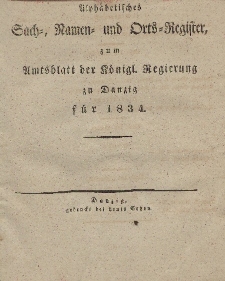 Alphabetisches
Sach-, Namen- und Orts-Register,
zum
Amtsblatt der Königl. Regierung
zu Danzig
für 1834.
Danzig,
gedruckt bei Louis Botzon.